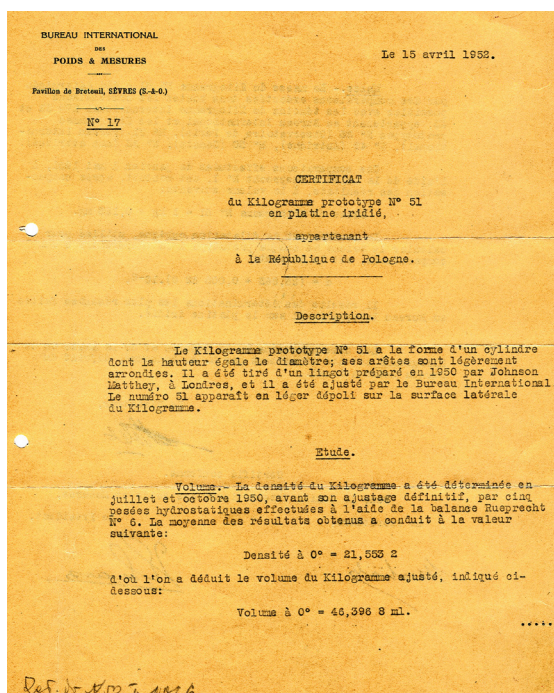 BUREAU INTERNATIONAL
DES
POIDS & MESURES
Pavillon de Breteuil, SÈVRES (S.-&-O.)
N° 17
Le 15 avril 1952.
CERTIFICAT
du Kilogramme prototype N° 51
en platine iridié,
appartenant
à la République de Pologne.
Description.
Le Kilogramme prototype N° 51 a la forme d'un cylindre
dont la hauteur égale le diamètre; ses arêtes sont légèrement
arrondies. Il a été tiré d'un lingot préparé en 1950 par Johnson
Matthey, à Londres, et il a été ajusté par le Bureau International
Le numéro 51 apparaît en léger dépoli sur la surface latérale
du Kilogramme.
Etude.
Volume.- La densité du Kilogramme a été déterminée en
juillet et octobre 1950, avant son ajustage définitif, par cinq
pesées hydrostatiques effectuées à l'aide de la balance Rueprecht
N° 6. La moyenne des résultats obtenus a conduit à la valeur
suivante:
Densité à 0° = 21,553 2
d'où l'on a déduit le volume du Kilogramme ajusté, indiqué ci-
dessous:
Volume à 0° = 46,396 8 ml.
.....